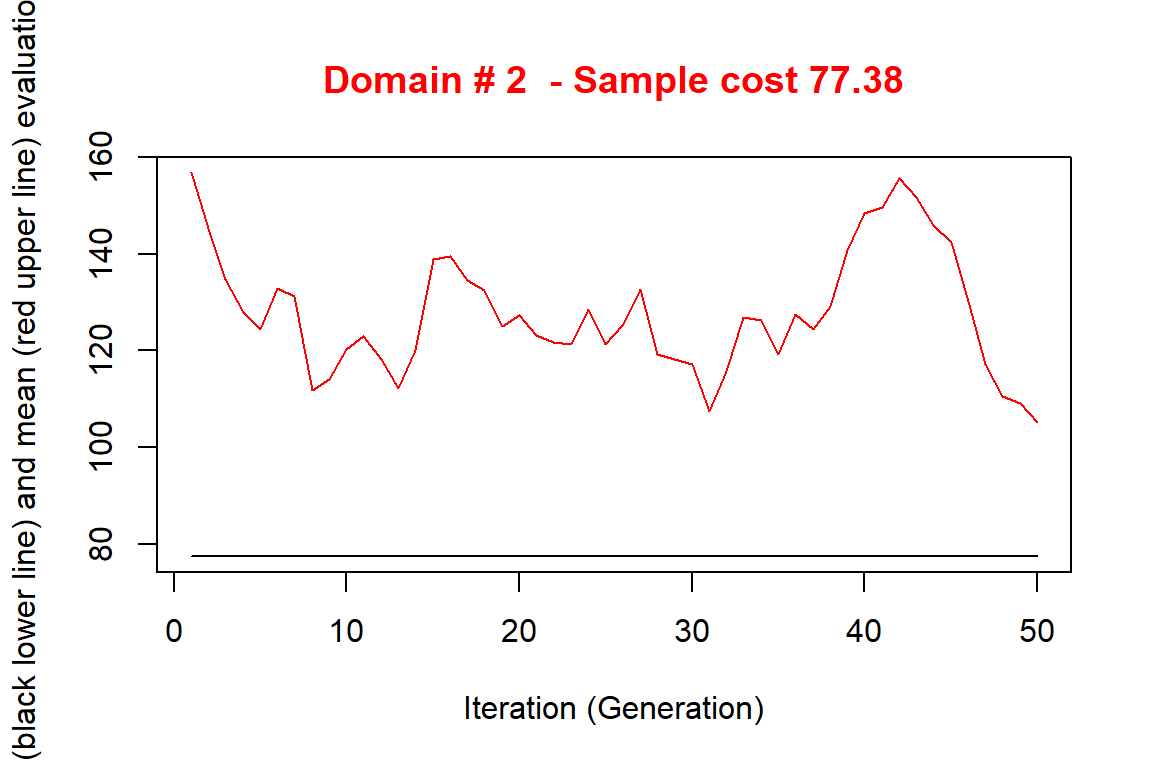 Domain # 2  - Sample cost 77.38
(black lower line) and mean (red upper line) evaluatio
160
140
120
100
80
0 10 20 30 40 50
Iteration (Generation)